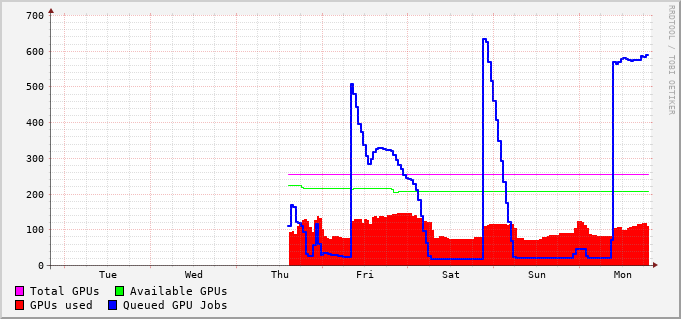 700
600
500
400
300
200
100
0
Tue Wed Thu Fri Sat Sun Mon
Total GPUs Available GPUs
GPUs used Queued GPU Jobs
RRDTOOL / TOBI OETIKER